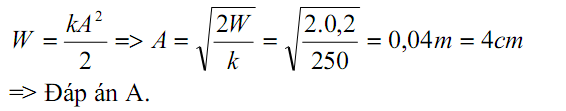 W = kA²/2 => A = √(2W/k) = √(2.0,2/250) = 0,04m = 4cm
=> Đáp án A.